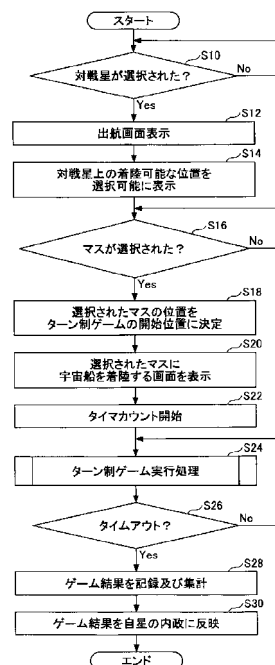 スタート
S10
対戦星が選択された？
No
Yes
S12
出航画面表示
S14
対戦星上の着陸可能な位置を
選択可能に表示
S16
マスが選択された？
No
Yes
S18
選択されたマスの位置を
ターン制ゲームの開始位置に決定
S20
選択されたマスに
宇宙船を着陸する画面を表示
S22
タイマカウント開始
S24
ターン制ゲーム実行処理
S26
タイムアウト？
No
Yes
S28
ゲーム結果を記録及び集計
S30
ゲーム結果を自星の内政に反映
エンド